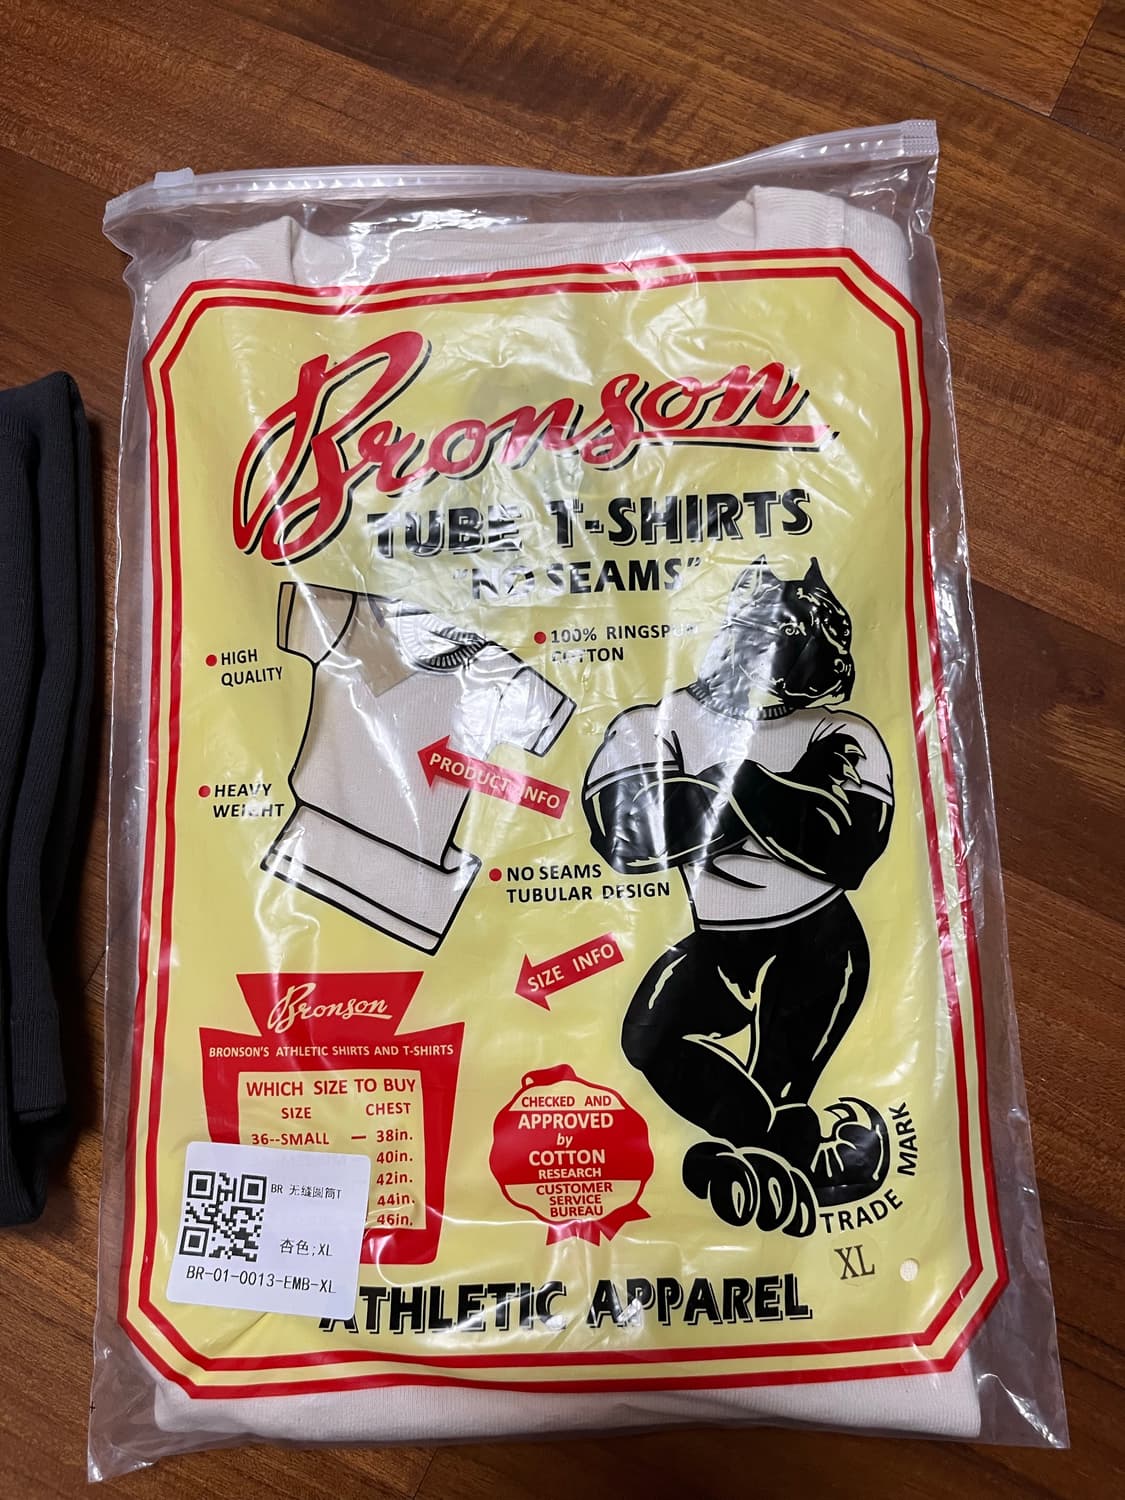 Bronson
TUBE T-SHIRTS
"NO SEAMS"
HIGH
QUALITY
100% RINGSPUN
COTTON
PRODUCT INFO
HEAVY
WEIGHT
NO SEAMS
TUBULAR DESIGN
SIZE INFO
Bronson
BRONSON'S ATHLETIC SHIRTS AND T-SHIRTS
WHICH SIZE TO BUY
SIZE CHEST
36--SMALL — 38in.
40in.
42in.
44in.
46in.
CHECKED AND
APPROVED
by
COTTON
RESEARCH
CUSTOMER
SERVICE
BUREAU
TRADE MARK
XL
BR 无缝圆筒T
杏色;XL
BR-01-0013-EMB-XL
ATHLETIC APPAREL